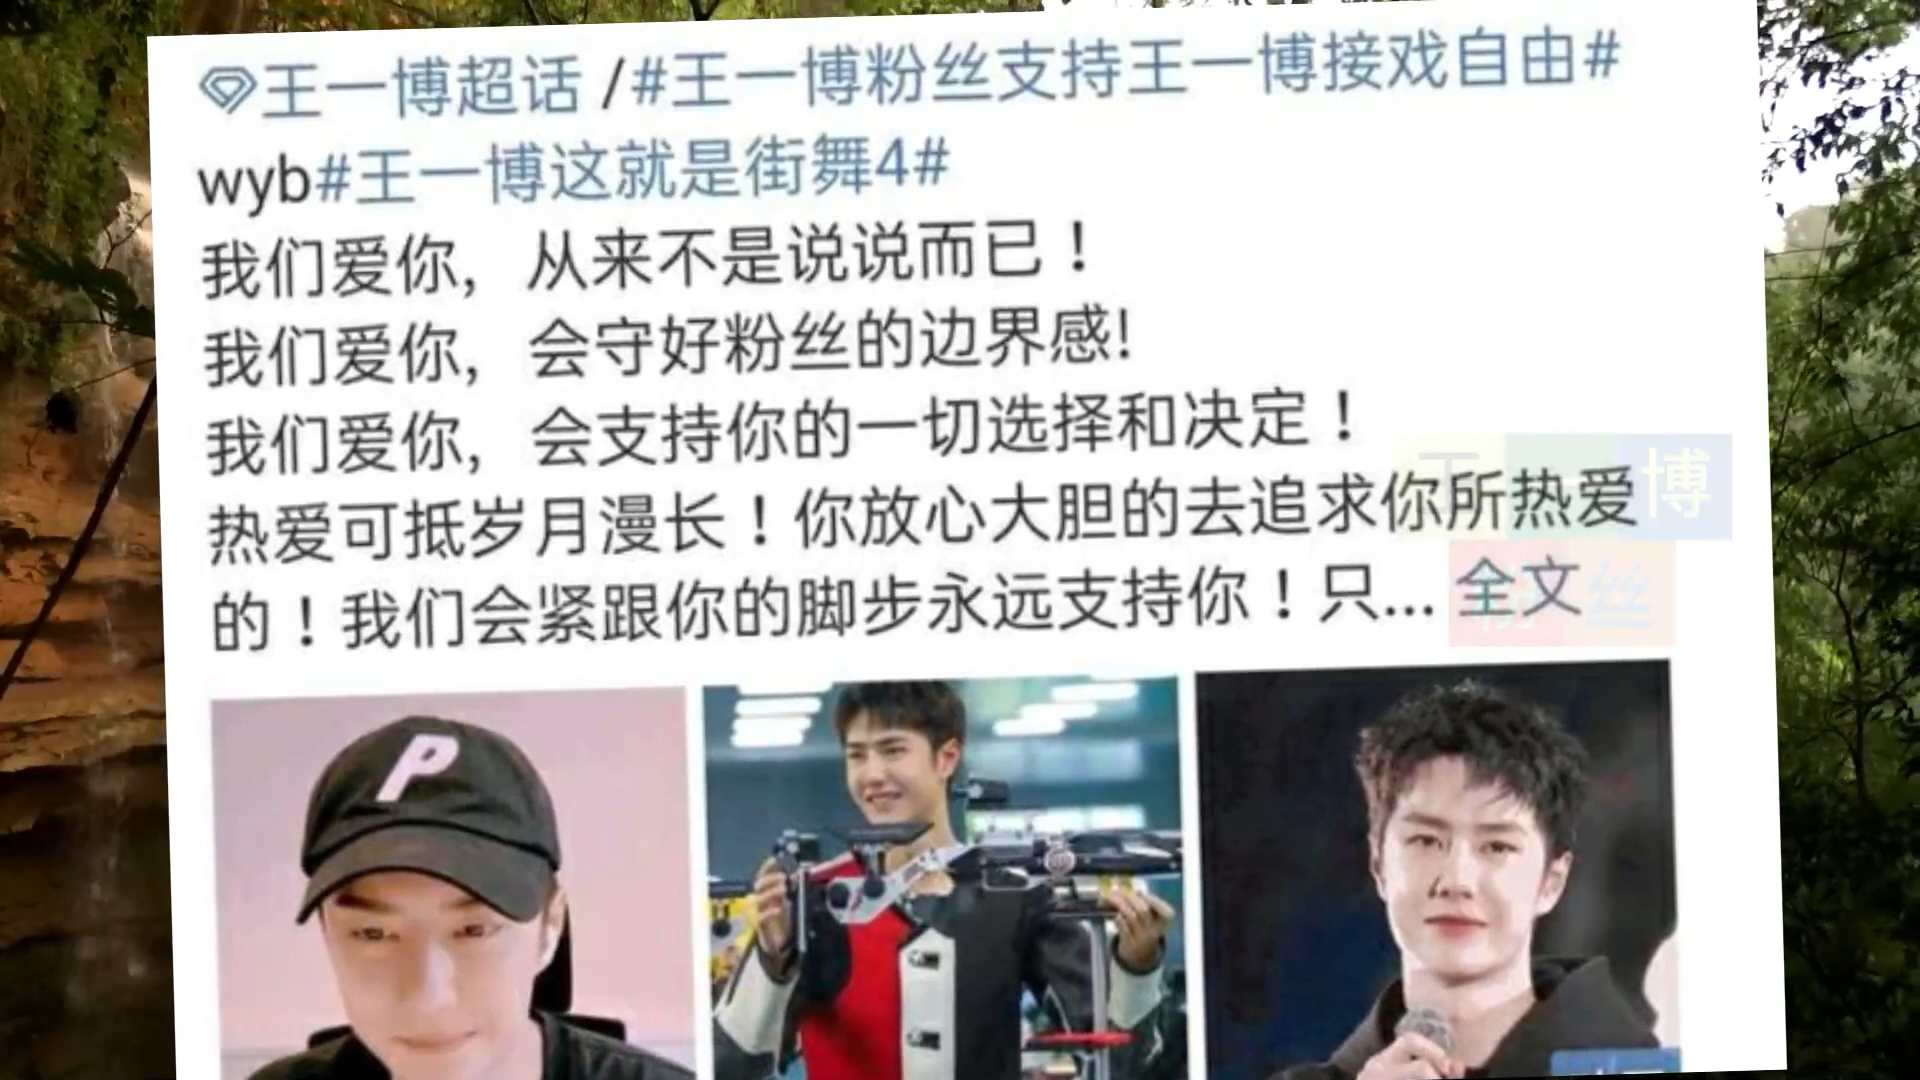 王一博超话 /#王一博粉丝支持王一博接戏自由#
wyb#王一博这就是街舞4#
我们爱你，从来不是说说而已！
我们爱你，会守好粉丝的边界感!
我们爱你，会支持你的一切选择和决定！
热爱可抵岁月漫长！你放心大胆的去追求你所热爱
的！我们会紧跟你的脚步永远支持你！只... 全文
博
丝
P